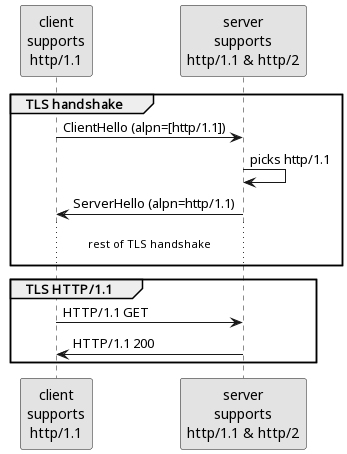 client
supports
http/1.1
server
supports
http/1.1 & http/2
TLS handshake
ClientHello (alpn=[http/1.1])
picks http/1.1
ServerHello (alpn=http/1.1)
rest of TLS handshake
TLS HTTP/1.1
HTTP/1.1 GET
HTTP/1.1 200
client
supports
http/1.1
server
supports
http/1.1 & http/2